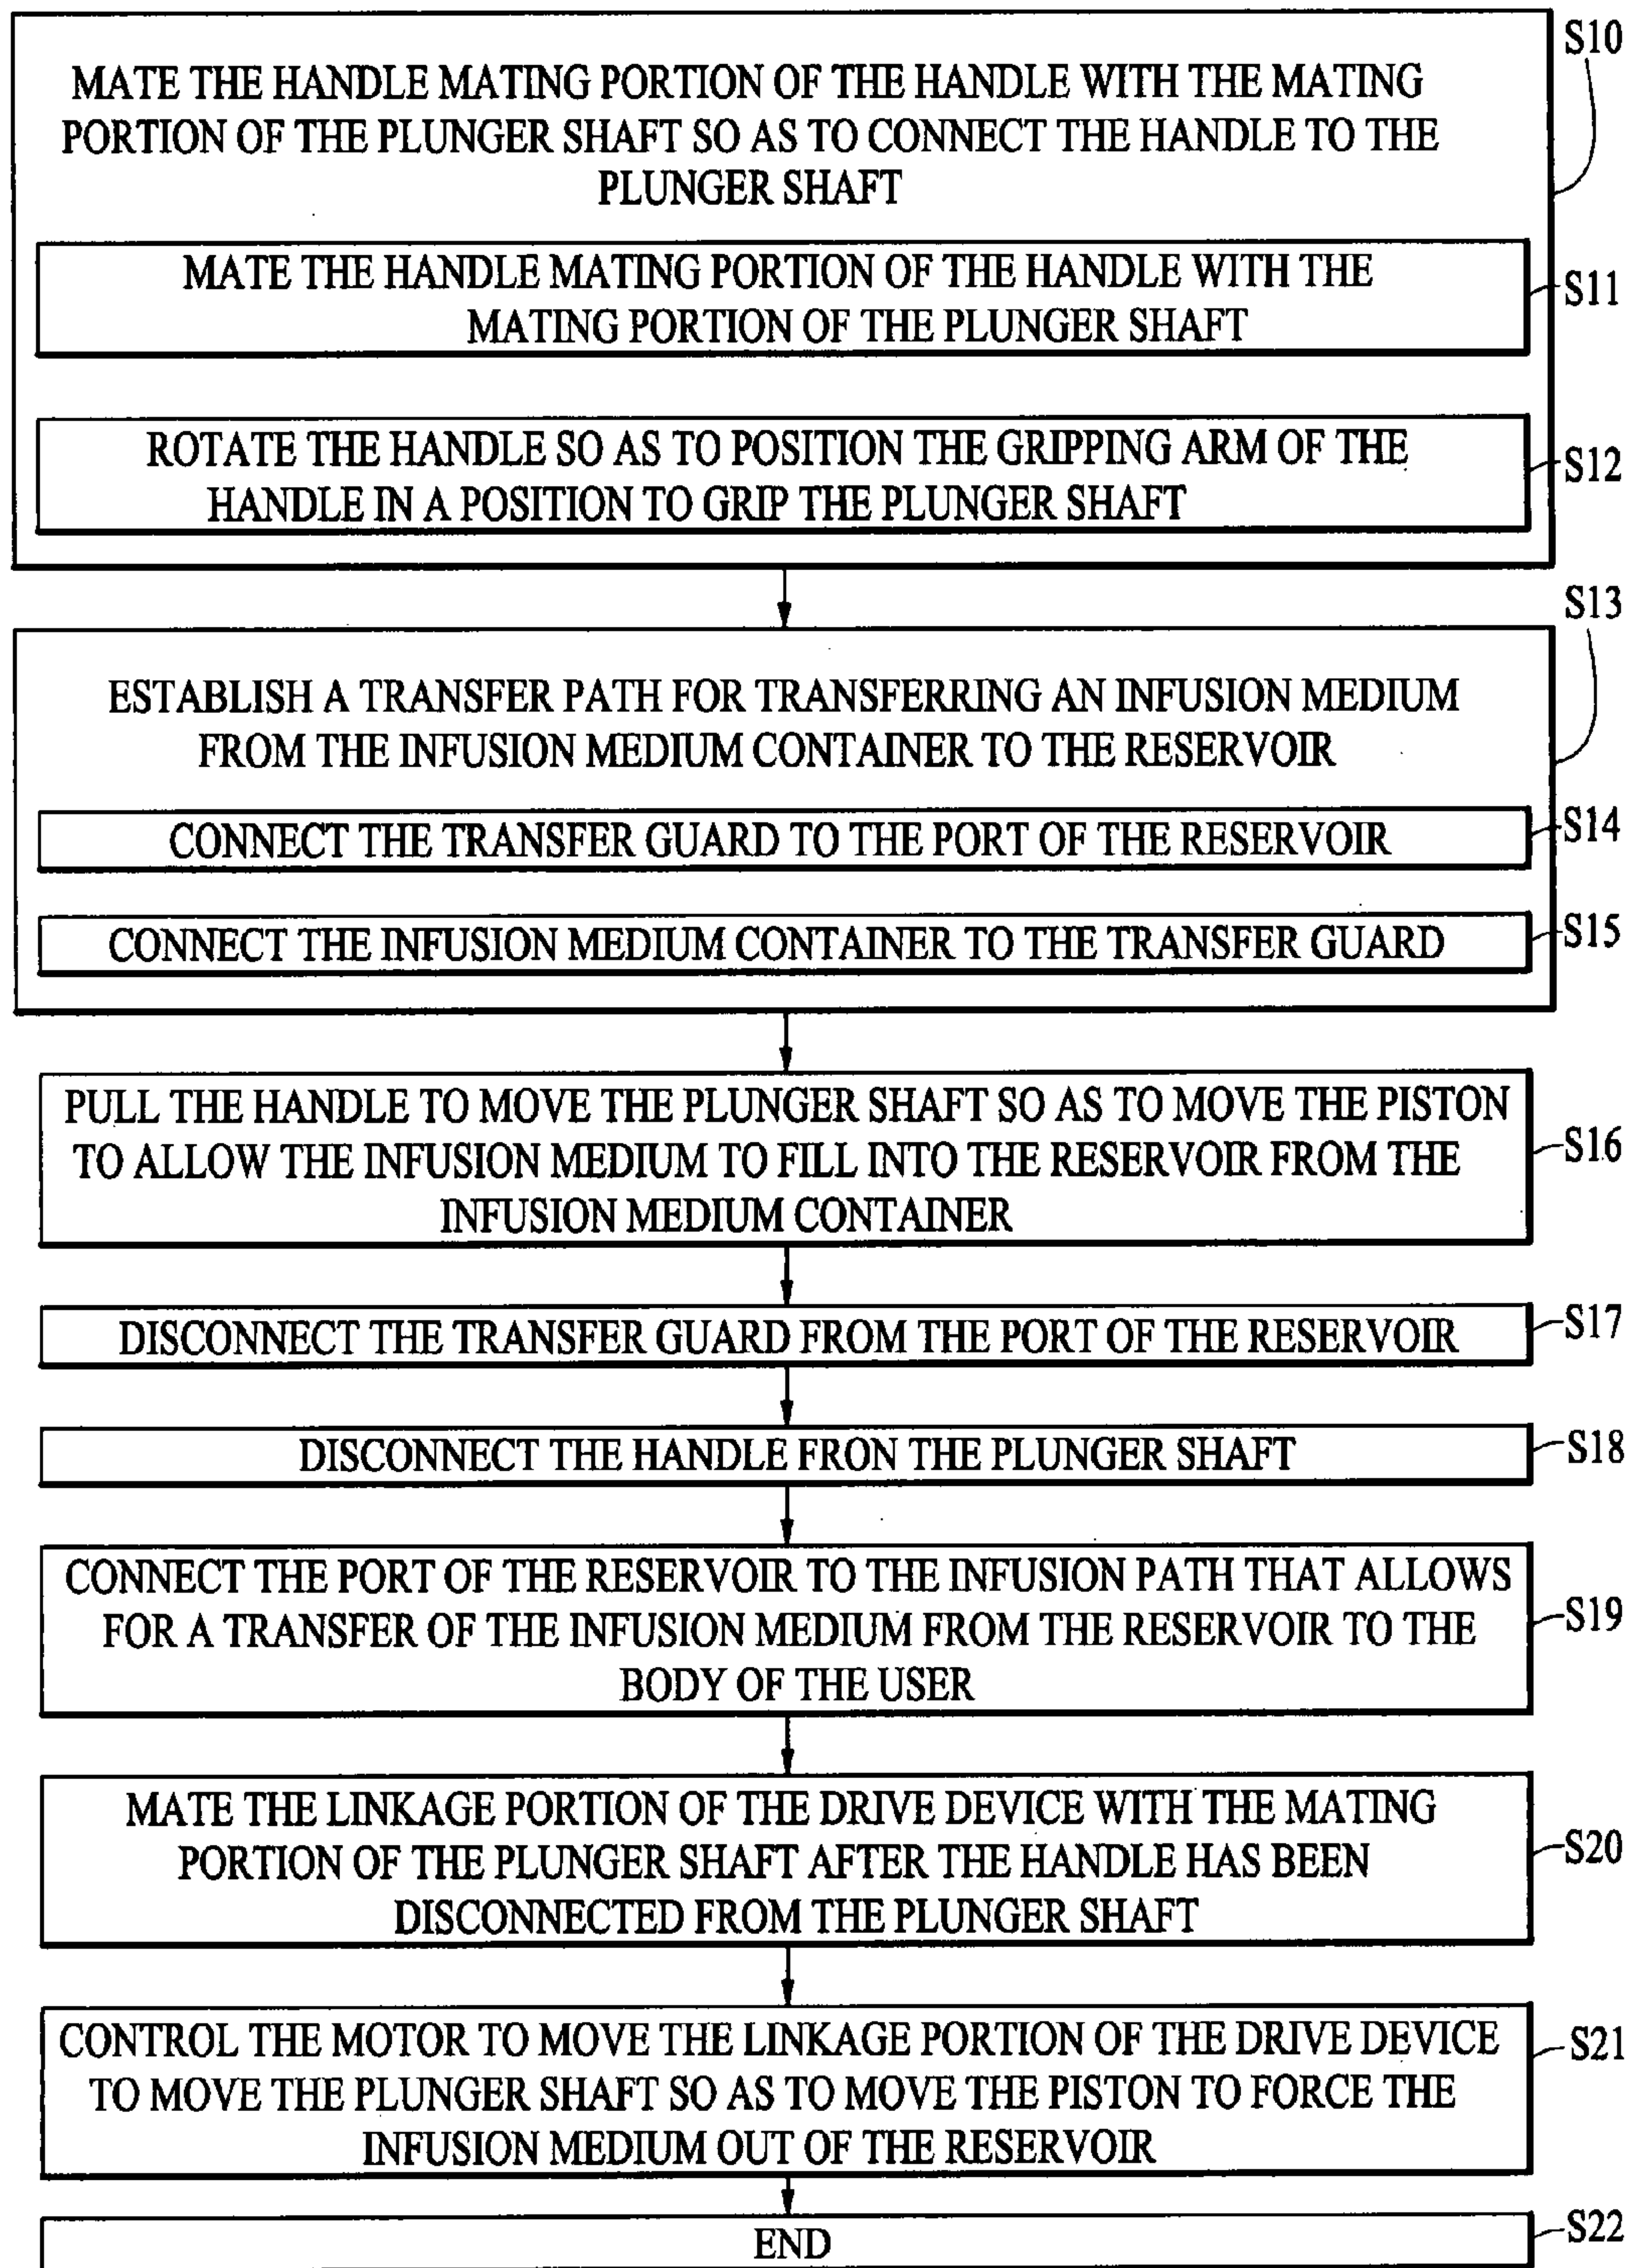 S10
MATE THE HANDLE MATING PORTION OF THE HANDLE WITH THE MATING
PORTION OF THE PLUNGER SHAFT SO AS TO CONNECT THE HANDLE TO THE
PLUNGER SHAFT
MATE THE HANDLE MATING PORTION OF THE HANDLE WITH THE
MATING PORTION OF THE PLUNGER SHAFT
S11
ROTATE THE HANDLE SO AS TO POSITION THE GRIPPING ARM OF THE
HANDLE IN A POSITION TO GRIP THE PLUNGER SHAFT
S12
S13
ESTABLISH A TRANSFER PATH FOR TRANSFERRING AN INFUSION MEDIUM
FROM THE INFUSION MEDIUM CONTAINER TO THE RESERVOIR
CONNECT THE TRANSFER GUARD TO THE PORT OF THE RESERVOIR
S14
CONNECT THE INFUSION MEDIUM CONTAINER TO THE TRANSFER GUARD
S15
PULL THE HANDLE TO MOVE THE PLUNGER SHAFT SO AS TO MOVE THE PISTON
TO ALLOW THE INFUSION MEDIUM TO FILL INTO THE RESERVOIR FROM THE
INFUSION MEDIUM CONTAINER
S16
DISCONNECT THE TRANSFER GUARD FROM THE PORT OF THE RESERVOIR
S17
DISCONNECT THE HANDLE FRON THE PLUNGER SHAFT
S18
CONNECT THE PORT OF THE RESERVOIR TO THE INFUSION PATH THAT ALLOWS
FOR A TRANSFER OF THE INFUSION MEDIUM FROM THE RESERVOIR TO THE
BODY OF THE USER
S19
MATE THE LINKAGE PORTION OF THE DRIVE DEVICE WITH THE MATING
PORTION OF THE PLUNGER SHAFT AFTER THE HANDLE HAS BEEN
DISCONNECTED FROM THE PLUNGER SHAFT
S20
CONTROL THE MOTOR TO MOVE THE LINKAGE PORTION OF THE DRIVE DEVICE
TO MOVE THE PLUNGER SHAFT SO AS TO MOVE THE PISTON TO FORCE THE
INFUSION MEDIUM OUT OF THE RESERVOIR
S21
END
S22